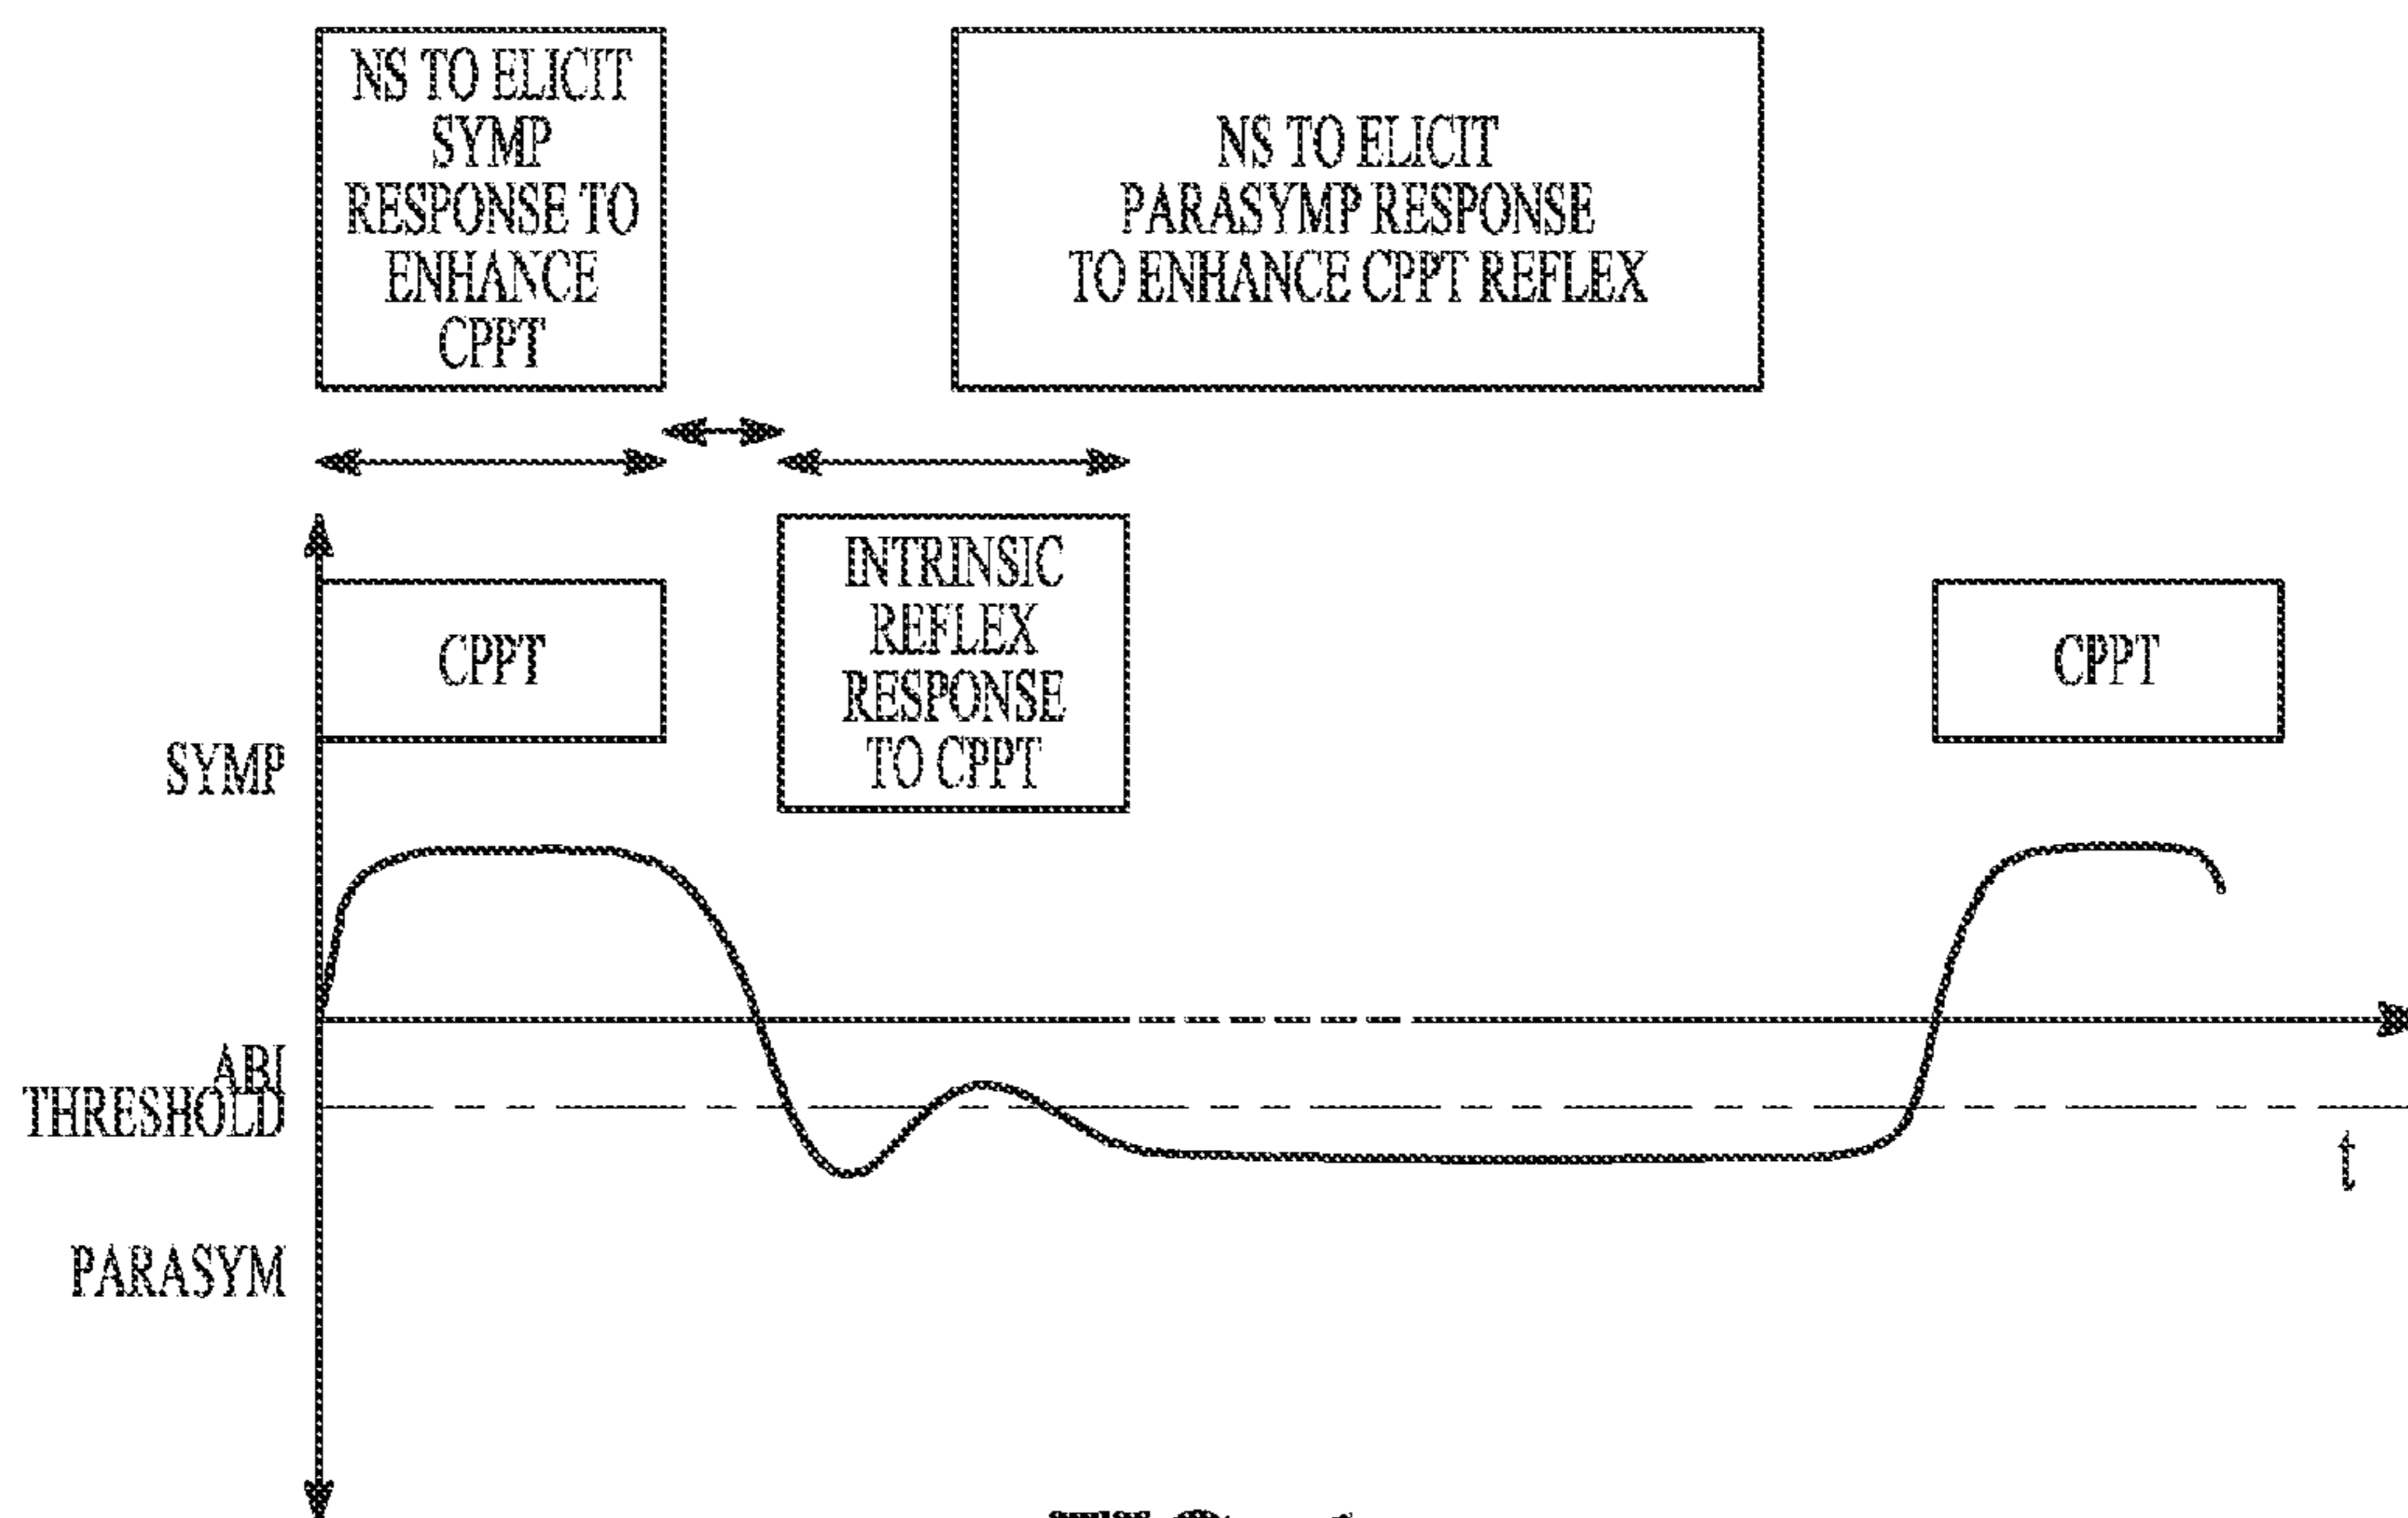 NS TO ELICIT
SYMP
RESPONSE TO
ENHANCE
CPPT
NS TO ELICIT
PARASYMP RESPONSE
TO ENHANCE CPPT REFLEX
INTRINSIC
REFLEX
RESPONSE
TO CPPT
CPPT
CPPT
SYMP
ABI
THRESHOLD
t
PARASYM